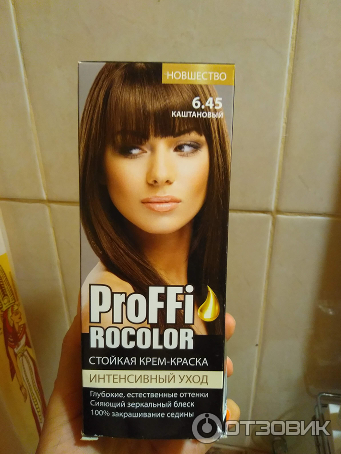 НОВШЕСТВО
6.45
КАШТАНОВЫЙ
ProFFi
ROCOLOR
СТОЙКАЯ КРЕМ-КРАСКА
ИНТЕНСИВНЫЙ УХОД
Глубокие, естественные оттенки
Сияющий зеркальный блеск
100% закрашивание седины
ОТЗОВИК